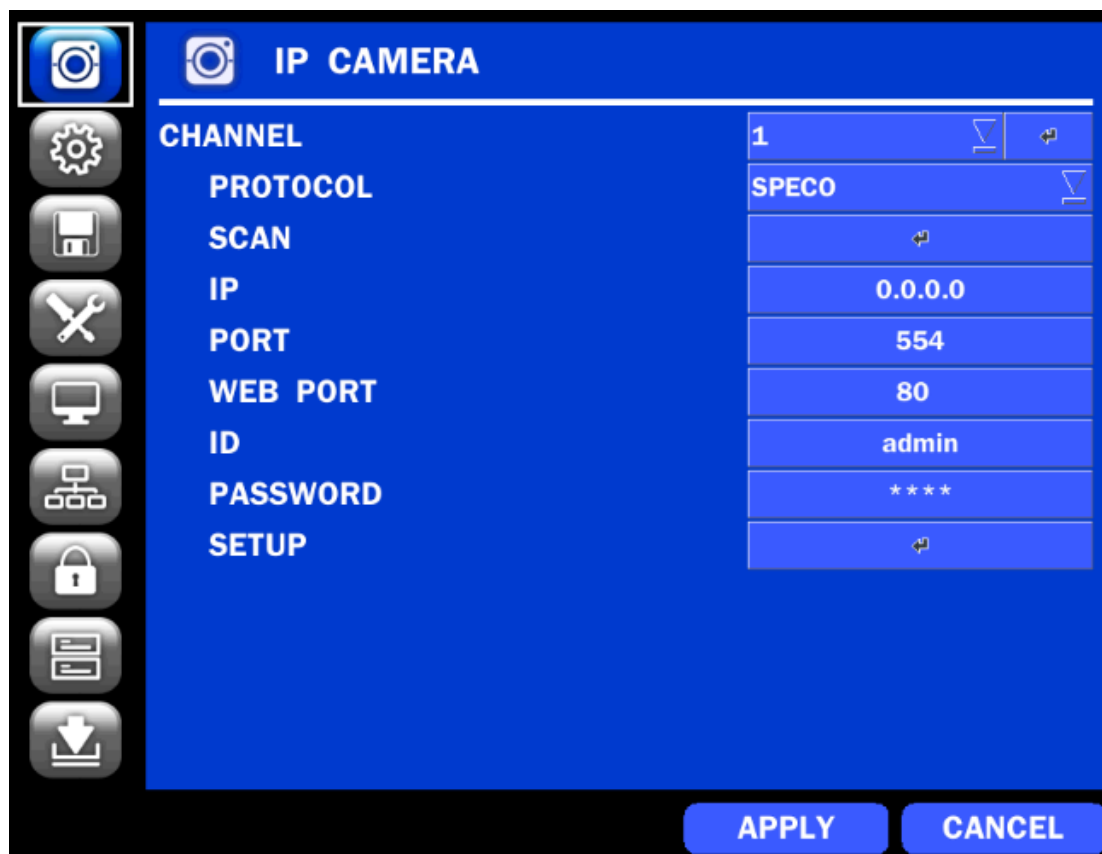 IP CAMERA
CHANNEL 1
PROTOCOL SPECO
SCAN
IP 0.0.0.0
PORT 554
WEB PORT 80
ID admin
PASSWORD ****
SETUP
APPLY CANCEL